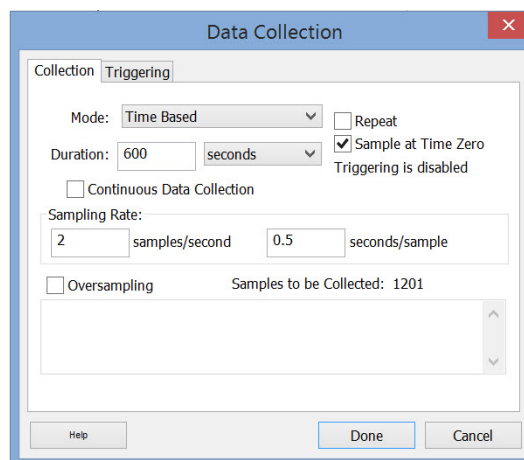 Data Collection
Collection Triggering
Mode: Time Based
Repeat
Sample at Time Zero
Duration: 600 seconds
Triggering is disabled
Continuous Data Collection
Sampling Rate:
2 samples/second 0.5 seconds/sample
Oversampling Samples to be Collected: 1201
Help Done Cancel